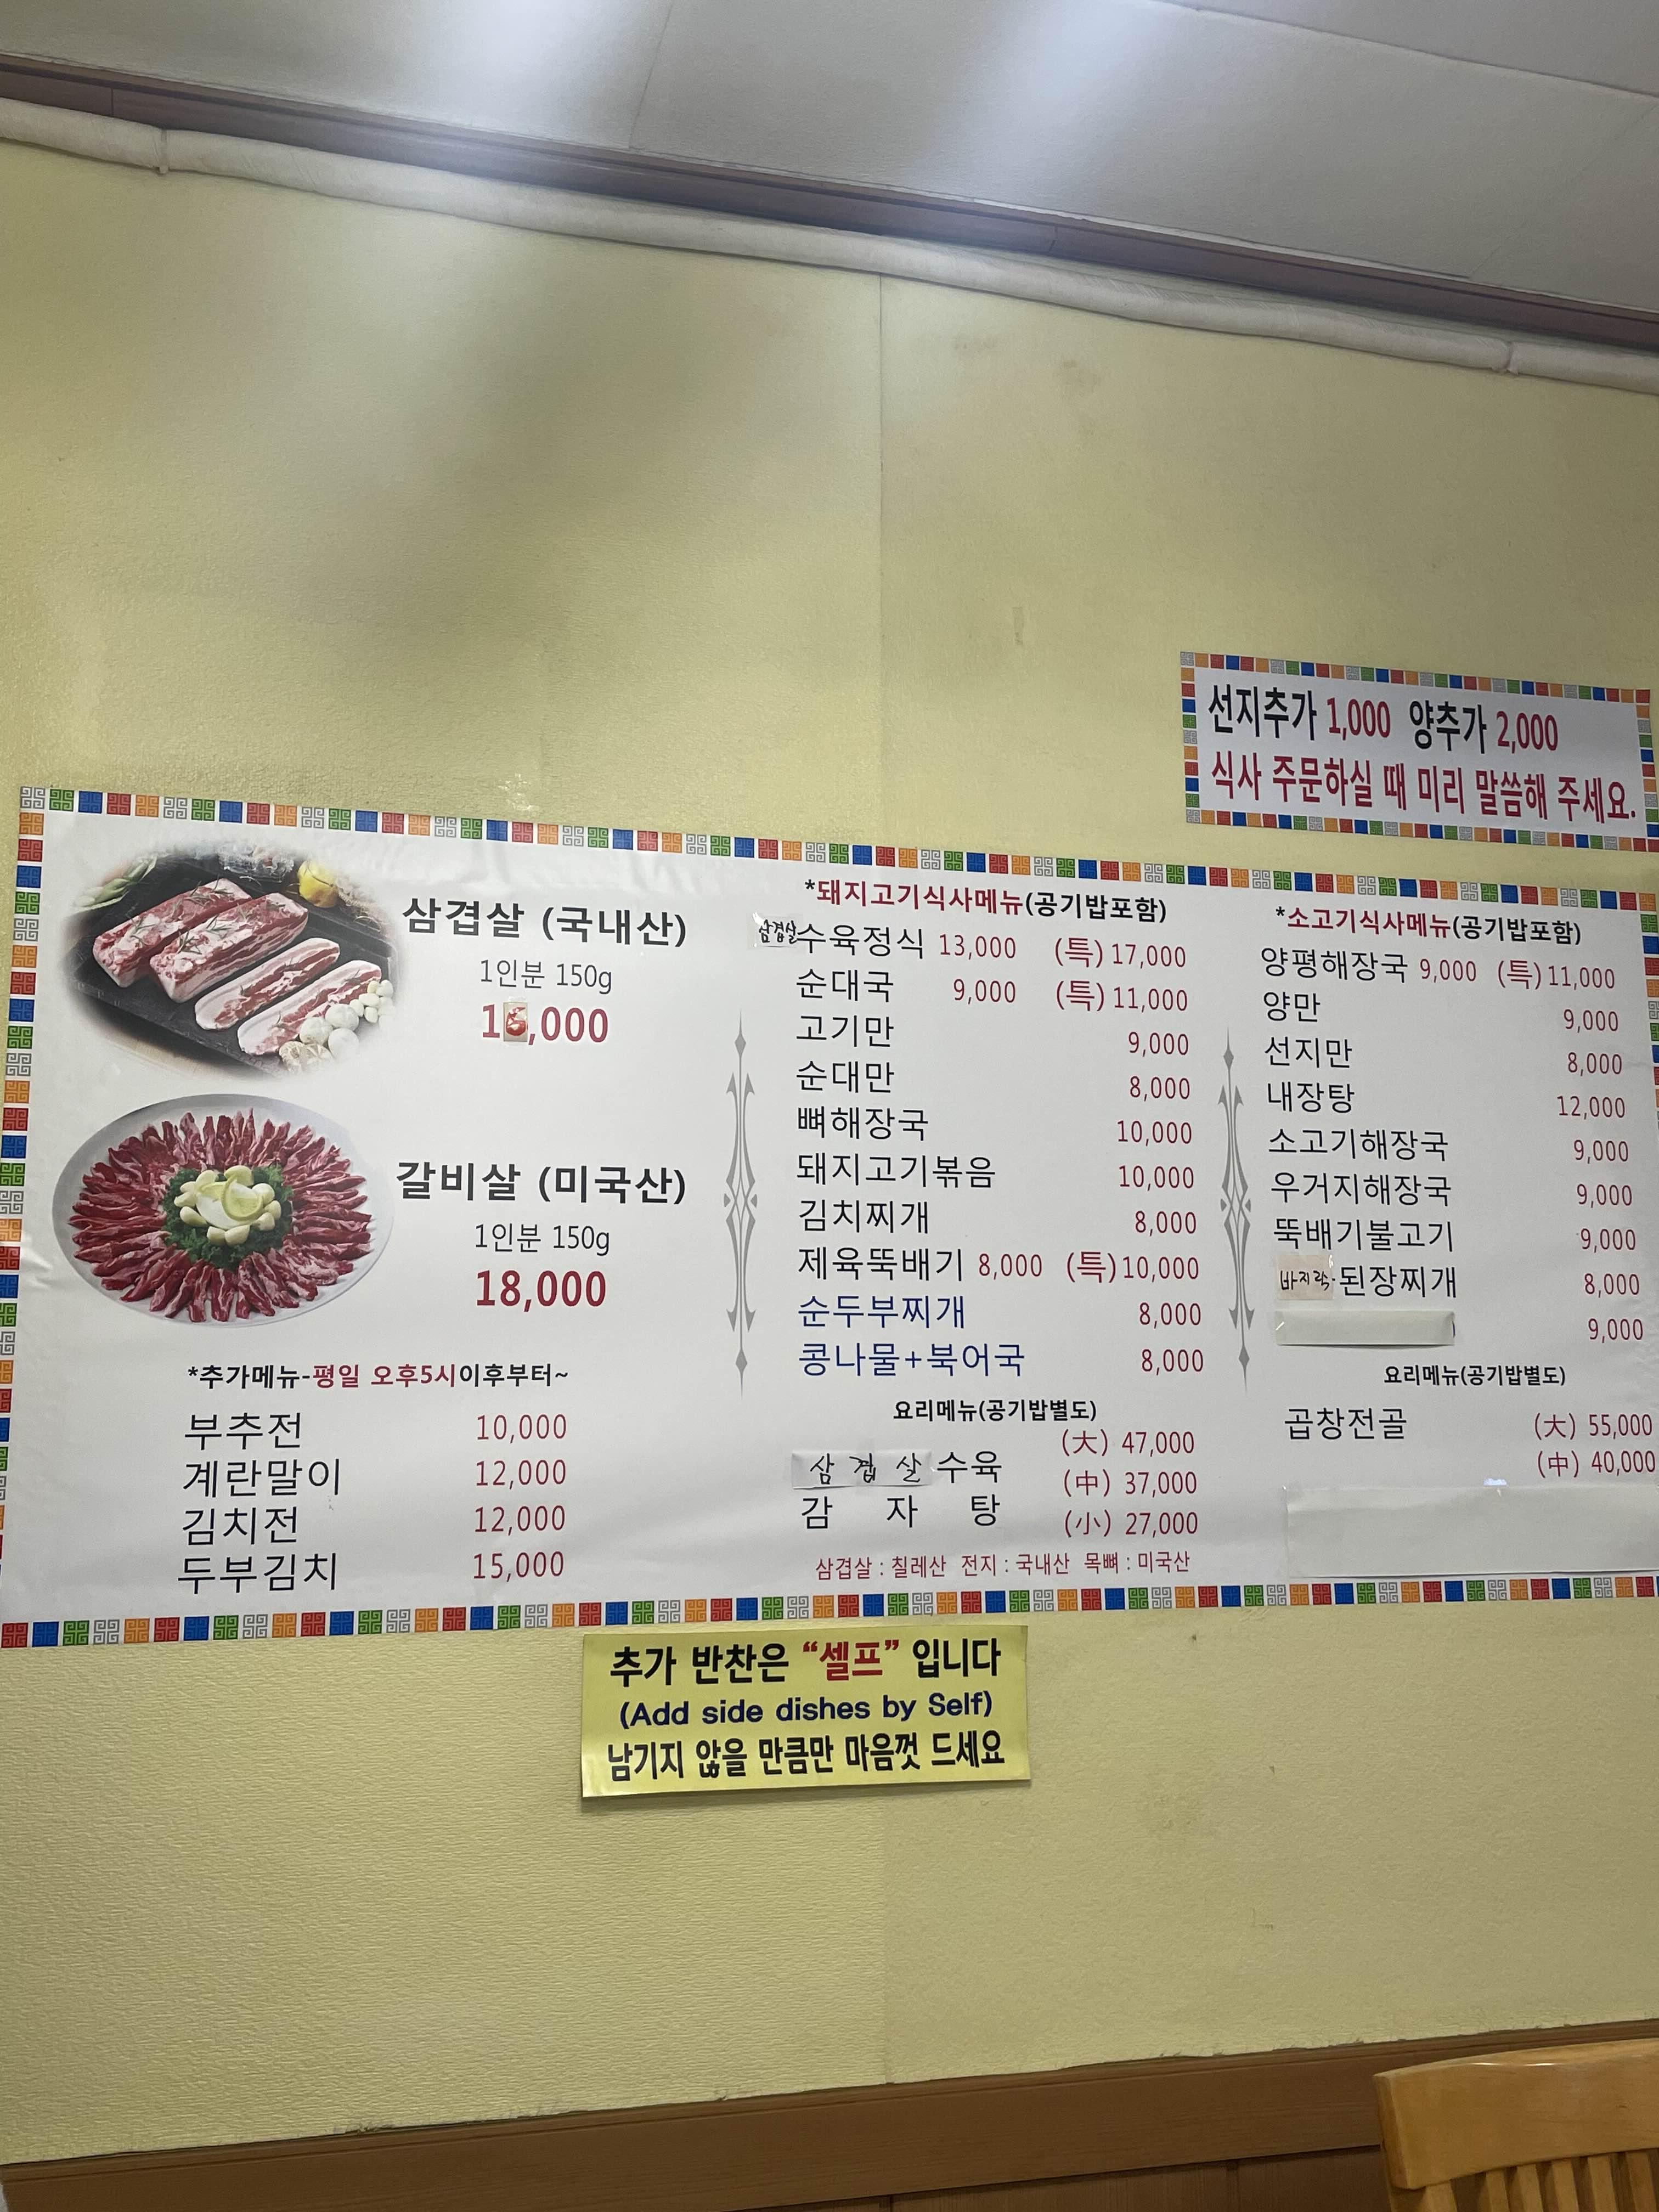 선지추가 1,000 양추가 2,000
식사 주문하실 때 미리 말씀해 주세요.
삼겹살 (국내산)
1인분 150g
갈비살 (미국산)
1인분 150g
18,000
*추가메뉴-평일 오후5시이후부터~
부추전 10,000
계란말이 12,000
김치전 12,000
두부김치 15,000
*돼지고기식사메뉴(공기밥포함)
삼겹살수육정식 13,000 (특) 17,000
순대국 9,000 (특) 11,000
고기만 9,000
순대만 8,000
뼈해장국 10,000
돼지고기볶음 10,000
김치찌개 8,000
제육뚝배기 8,000 (특) 10,000
순두부찌개 8,000
콩나물+북어국 8,000
요리메뉴(공기밥별도)
(大) 47,000
삼겹살수육
(中) 37,000
감 자 탕
(小) 27,000
삼겹살 : 칠레산 전지 : 국내산 목뼈 : 미국산
*소고기식사메뉴(공기밥포함)
양평해장국 9,000 (특) 11,000
양만 9,000
선지만 8,000
내장탕 12,000
소고기해장국 9,000
우거지해장국 9,000
뚝배기불고기 9,000
바지락된장찌개 8,000
9,000
요리메뉴(공기밥별도)
곱창전골 (大) 55,000
(中) 40,000
추가 반찬은 “셀프” 입니다
(Add side dishes by Self)
남기지 않을 만큼만 마음껏 드세요